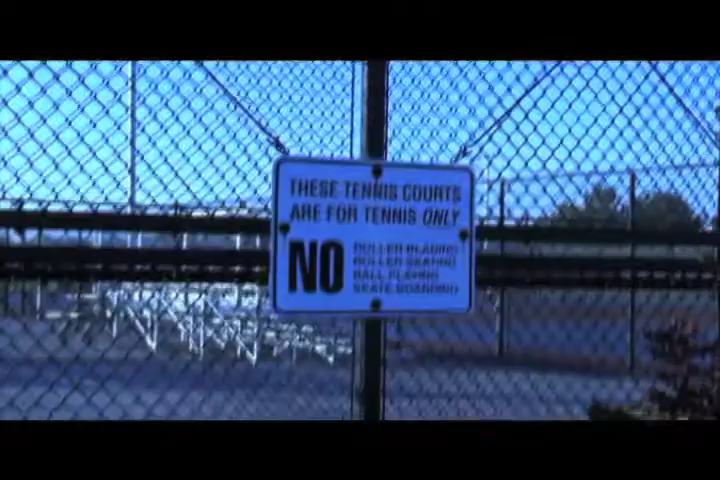 THESE TENNIS COURTS
ARE FOR TENNIS ONLY
NO
ROLLER BLADING
ROLLER SKATING
BALL PLAYING
SKATE BOARDING